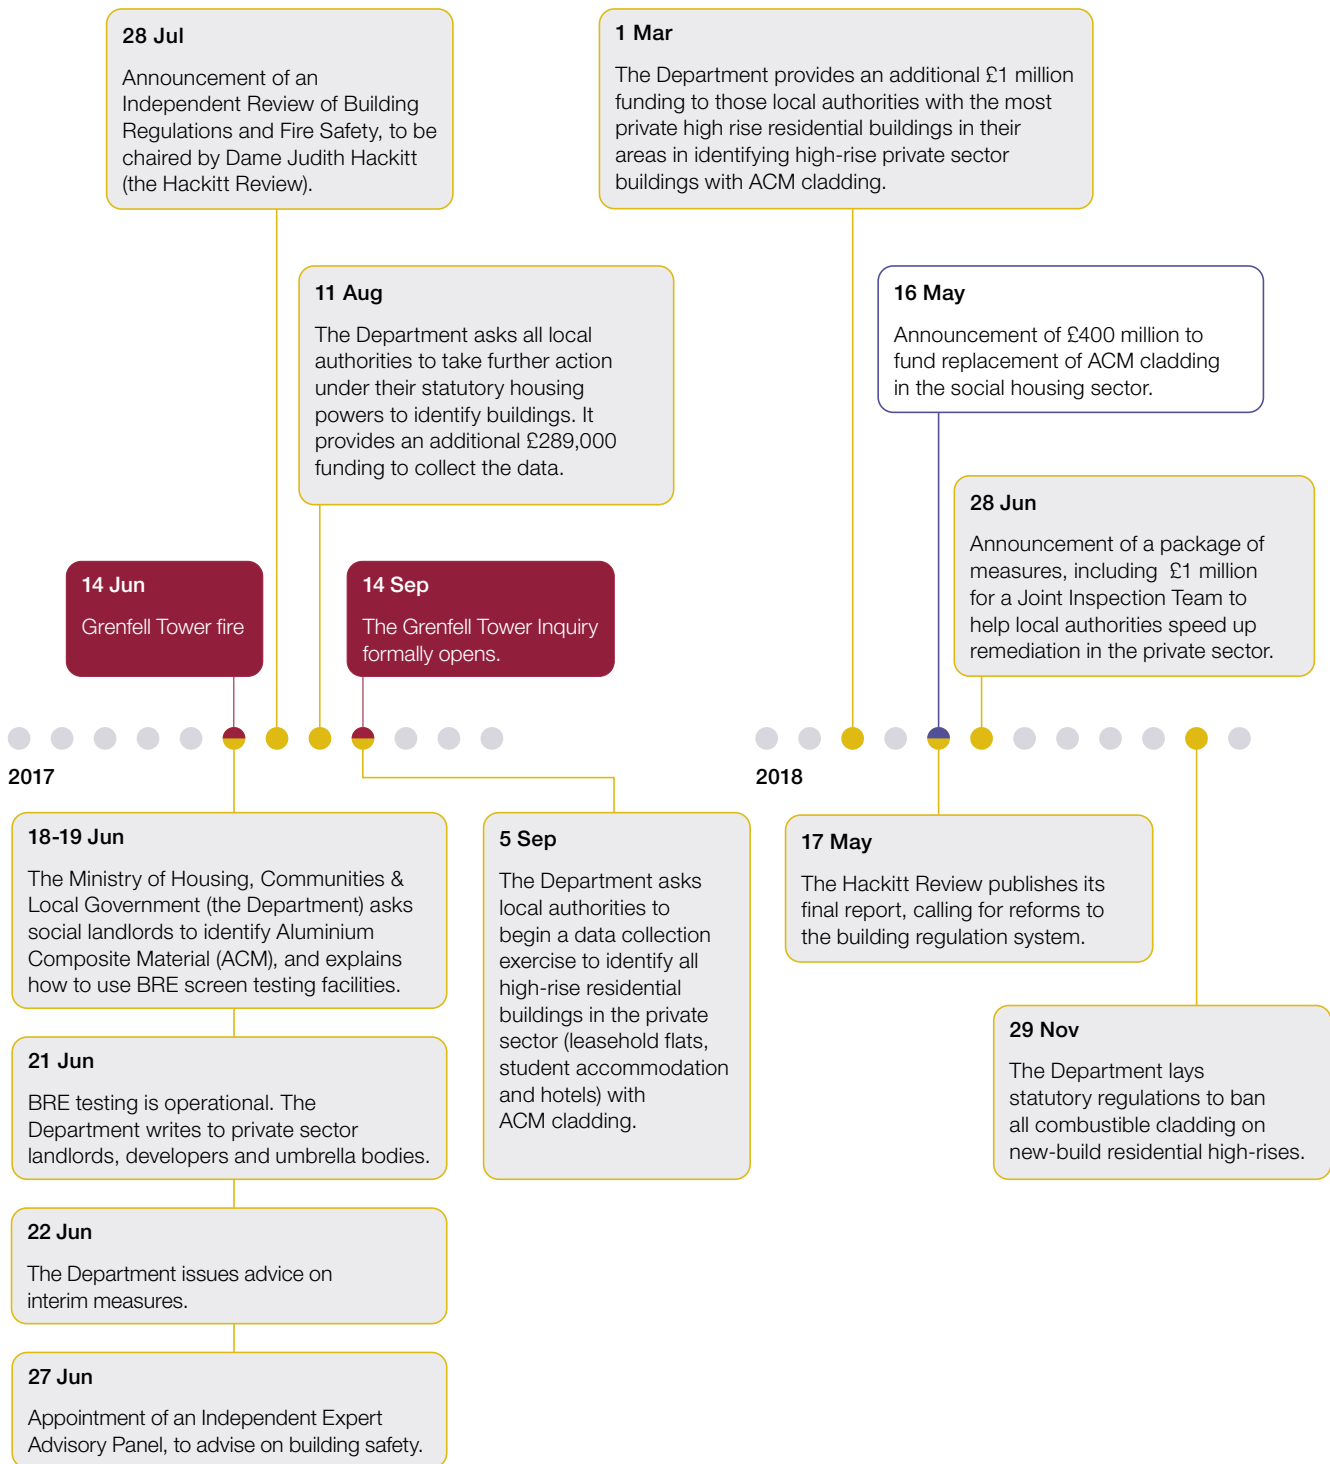 28 Jul
Announcement of an
Independent Review of Building
Regulations and Fire Safety, to be
chaired by Dame Judith Hackitt
(the Hackitt Review).
1 Mar
The Department provides an additional £1 million
funding to those local authorities with the most
private high rise residential buildings in their
areas in identifying high-rise private sector
buildings with ACM cladding.
11 Aug
The Department asks all local
authorities to take further action
under their statutory housing
powers to identify buildings. It
provides an additional £289,000
funding to collect the data.
16 May
Announcement of £400 million to
fund replacement of ACM cladding
in the social housing sector.
28 Jun
Announcement of a package of
measures, including £1 million
for a Joint Inspection Team to
help local authorities speed up
remediation in the private sector.
14 Jun
Grenfell Tower fire
14 Sep
The Grenfell Tower Inquiry
formally opens.
2017
2018
18-19 Jun
The Ministry of Housing, Communities &
Local Government (the Department) asks
social landlords to identify Aluminium
Composite Material (ACM), and explains
how to use BRE screen testing facilities.
21 Jun
BRE testing is operational. The
Department writes to private sector
landlords, developers and umbrella bodies.
22 Jun
The Department issues advice on
interim measures.
27 Jun
Appointment of an Independent Expert
Advisory Panel, to advise on building safety.
5 Sep
The Department asks
local authorities to
begin a data collection
exercise to identify all
high-rise residential
buildings in the private
sector (leasehold flats,
student accommodation
and hotels) with
ACM cladding.
17 May
The Hackitt Review publishes its
final report, calling for reforms to
the building regulation system.
29 Nov
The Department lays
statutory regulations to ban
all combustible cladding on
new-build residential high-rises.